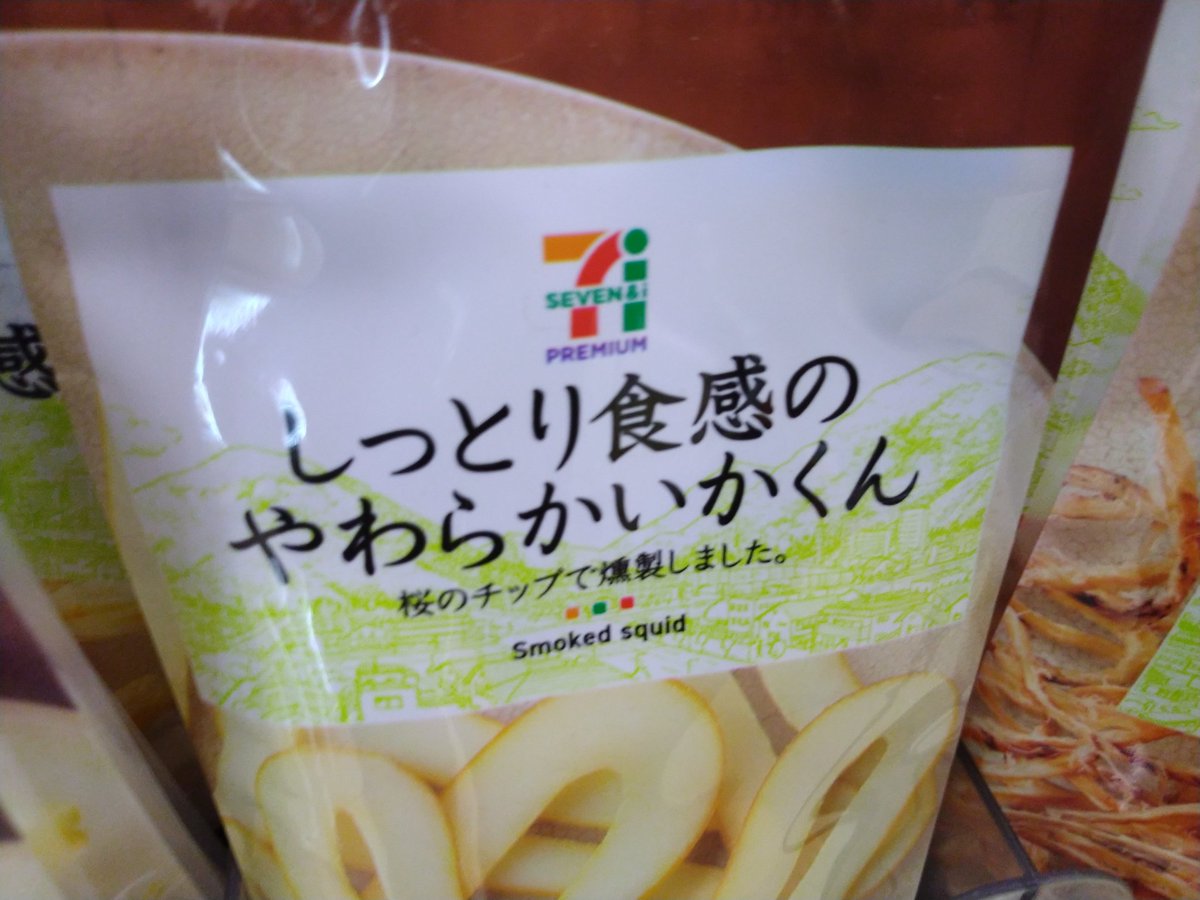 SEVEN&i
PREMIUM
しっとり食感の
やわらかいかくん
桜のチップで燻製しました。
Smoked squid
感